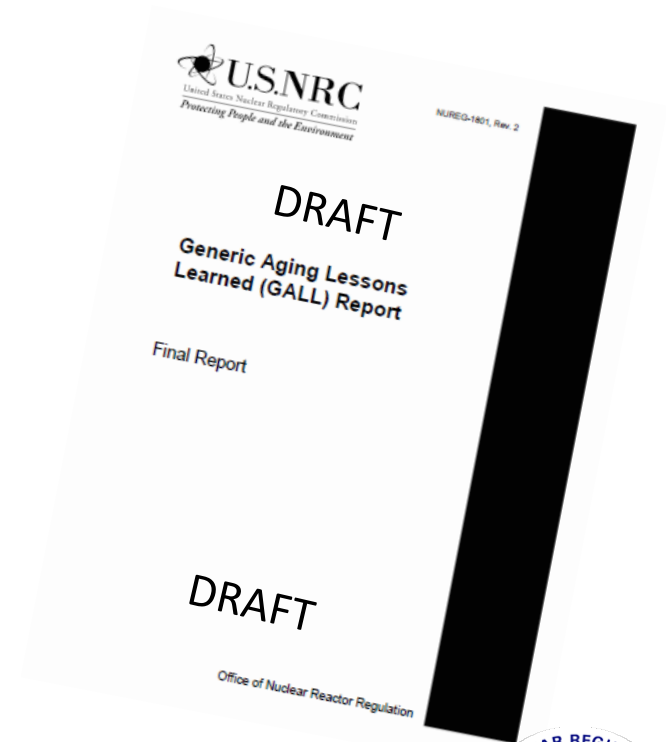 U.S.NRC
United States Nuclear Regulatory Commission
Protecting People and the Environment
NUREG-1801, Rev. 2
DRAFT
Generic Aging Lessons
Learned (GALL) Report
Final Report
DRAFT
Office of Nuclear Reactor Regulation